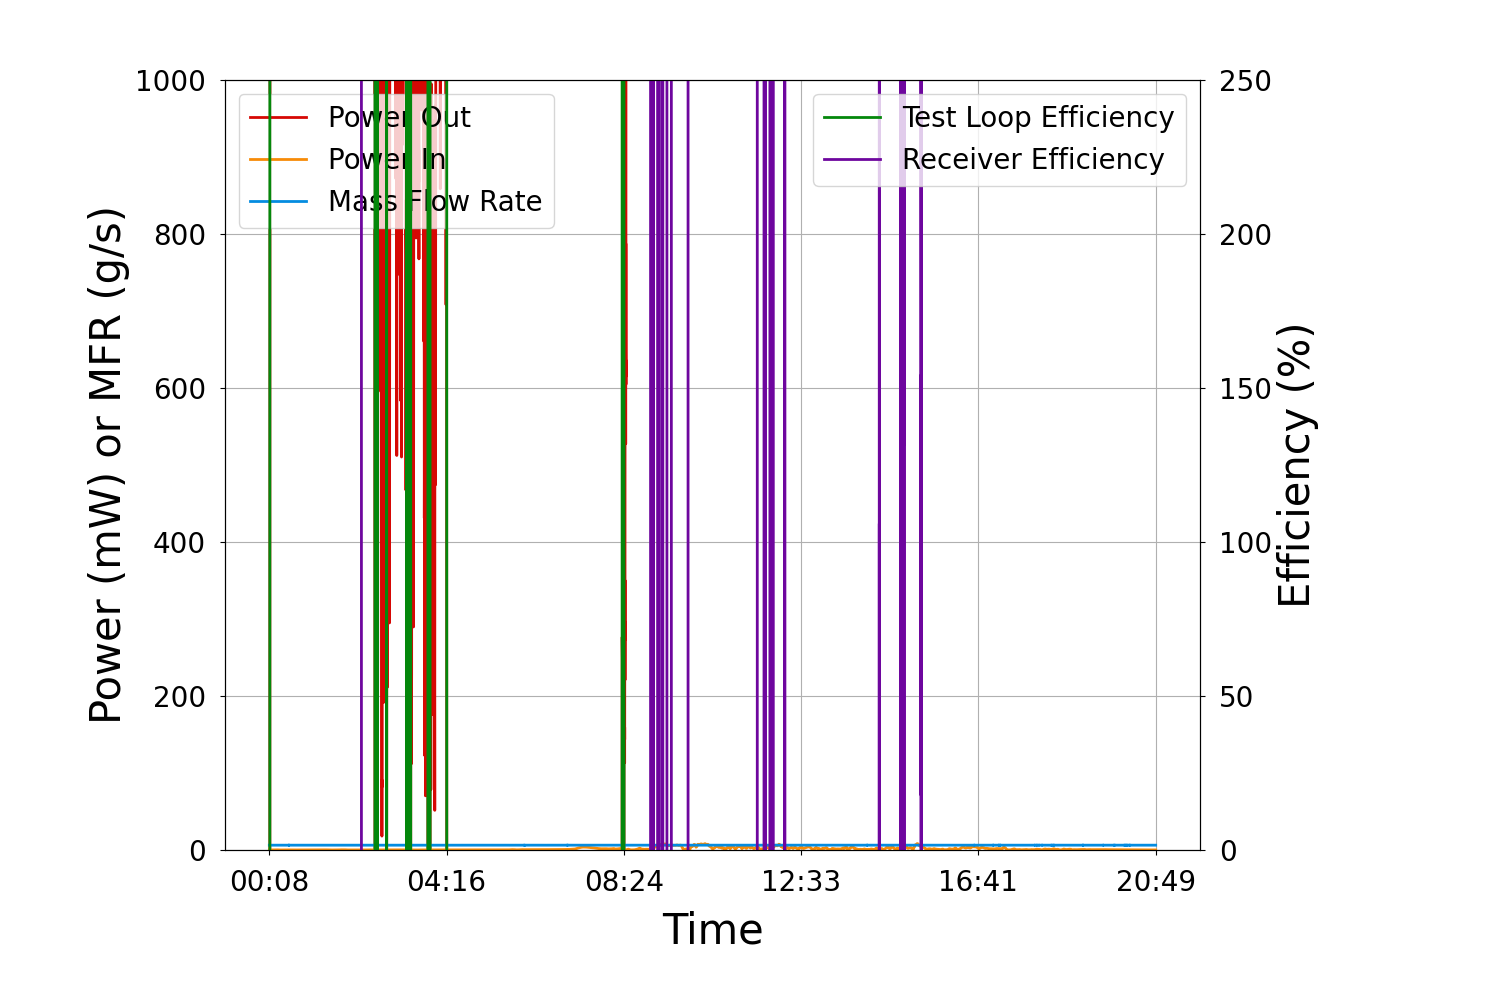 1000
800
600
400
200
0
Power (mW) or MFR (g/s)
Power Out
Power In
Mass Flow Rate
Test Loop Efficiency
Receiver Efficiency
250
200
150
100
50
0
Efficiency (%)
00:08 04:16 08:24 12:33 16:41 20:49
Time